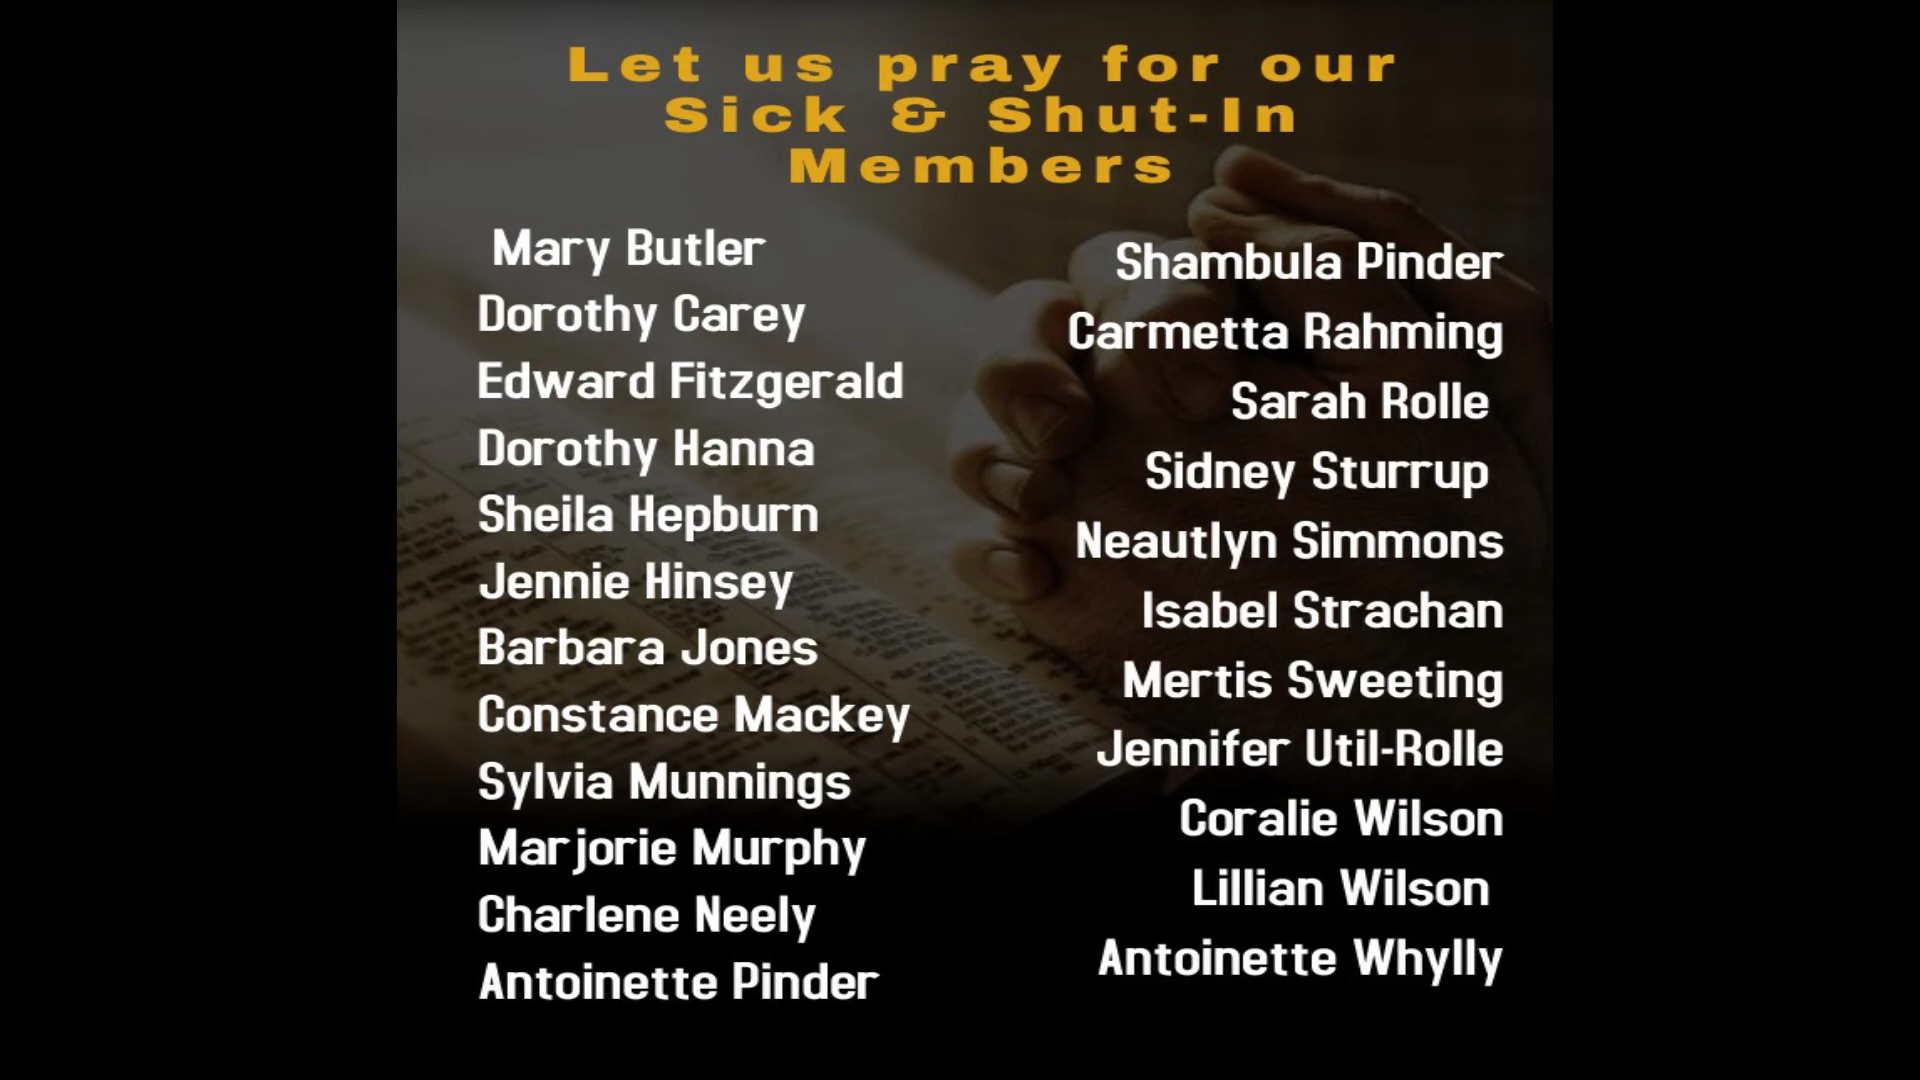 Let us pray for our
Sick & Shut-In
Members
Mary Butler
Dorothy Carey
Edward Fitzgerald
Dorothy Hanna
Sheila Hepburn
Jennie Hinsey
Barbara Jones
Constance Mackey
Sylvia Munnings
Marjorie Murphy
Charlene Neely
Antoinette Pinder
Shambula Pinder
Carmetta Rahming
Sarah Rolle
Sidney Sturrup
Neautlyn Simmons
Isabel Strachan
Mertis Sweeting
Jennifer Util-Rolle
Coralie Wilson
Lillian Wilson
Antoinette Whylly